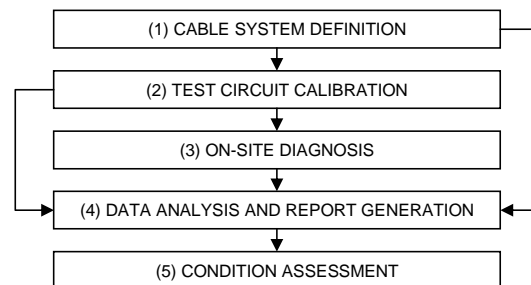 (1) CABLE SYSTEM DEFINITION
(2) TEST CIRCUIT CALIBRATION
(3) ON-SITE DIAGNOSIS
(4) DATA ANALYSIS AND REPORT GENERATION
(5) CONDITION ASSESSMENT